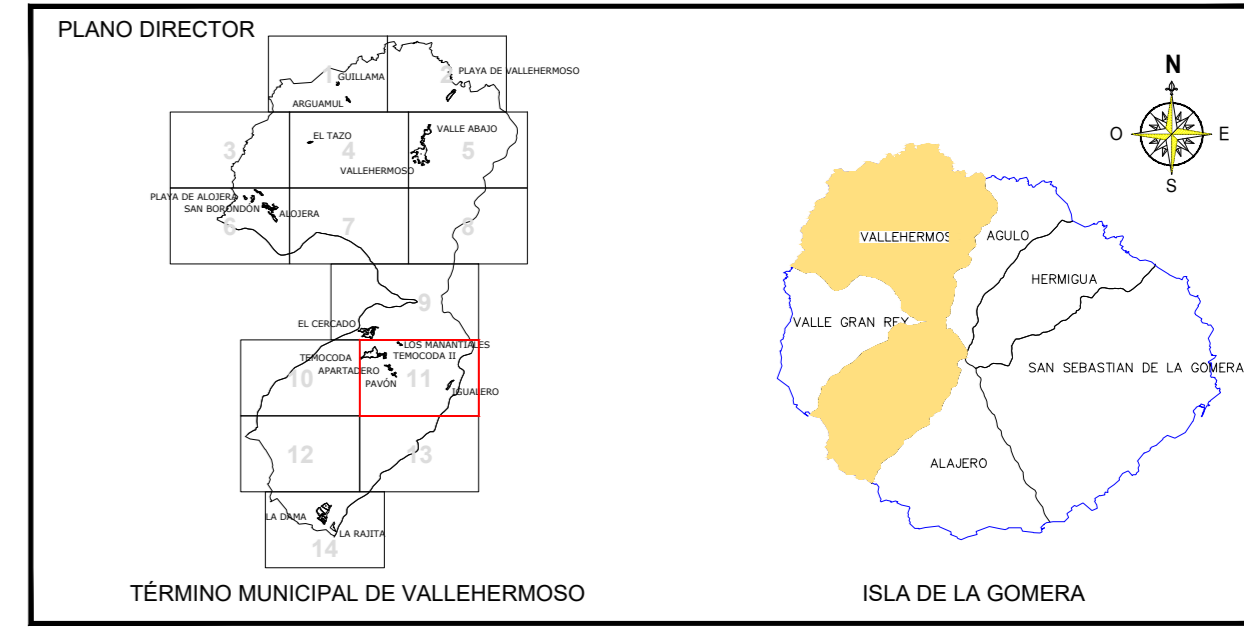 PLANO DIRECTOR
1
GUILLAMA
2
PLAYA DE VALLEHERMOSO
ARGUAMUL
3
EL TAZO
4
VALLE ABAJO
5
VALLEHERMOSO
PLAYA DE ALOJERA
SAN BORONDÓN
ALOJERA
6
7
8
9
EL CERCADO
LOS MANANTIALES
TEMOCODA
TEMOCODA II
APARTADERO
10
PAVÓN
11
IGUALERO
12
13
LA DAMA
LA RAJITA
14
TÉRMINO MUNICIPAL DE VALLEHERMOSO
N
O
E
S
VALLEHERMOS
AGULO
HERMIGUA
VALLE GRAN REY
SAN SEBASTIAN DE LA GOMERA
ALAJERO
ISLA DE LA GOMERA